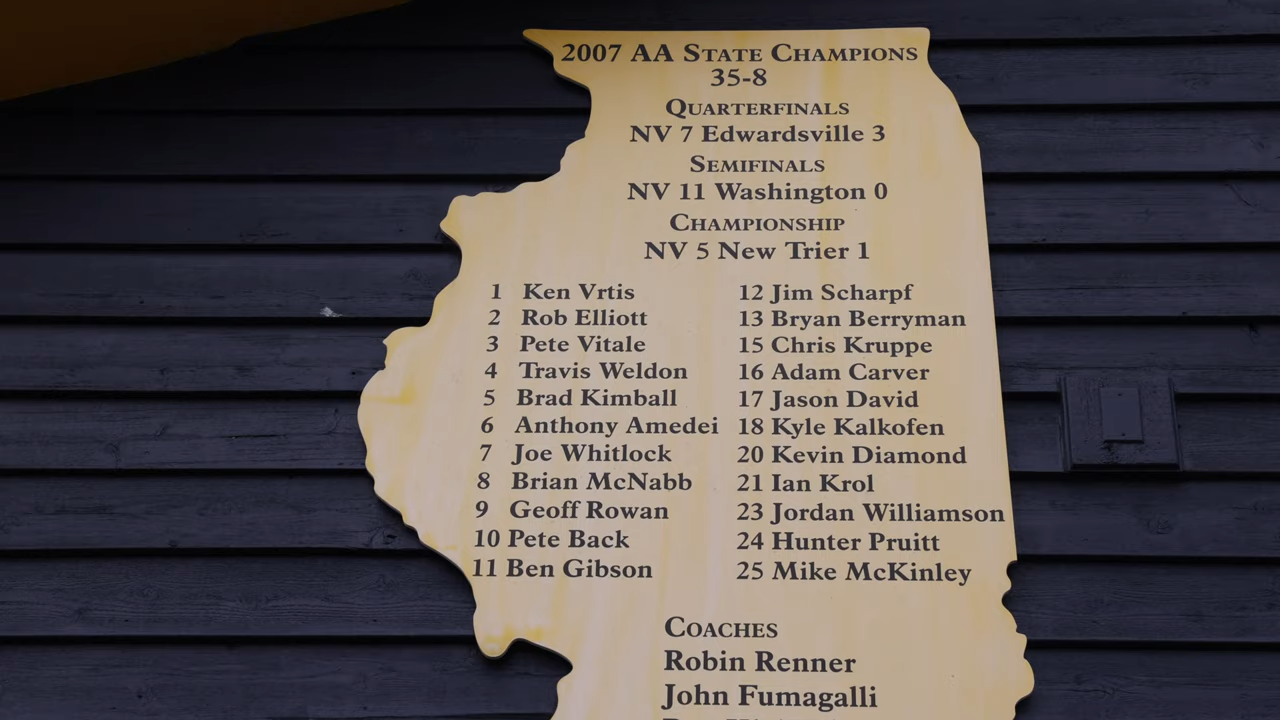 2007 AA State Champions
35-8
Quarterfinals
NV 7 Edwardsville 3
Semifinals
NV 11 Washington 0
Championship
NV 5 New Trier 1
1 Ken Vrtis
2 Rob Elliott
3 Pete Vitale
4 Travis Weldon
5 Brad Kimball
6 Anthony Amedei
7 Joe Whitlock
8 Brian McNabb
9 Geoff Rowan
10 Pete Back
11 Ben Gibson
12 Jim Scharpf
13 Bryan Berryman
15 Chris Kruppe
16 Adam Carver
17 Jason David
18 Kyle Kalkofen
20 Kevin Diamond
21 Ian Krol
23 Jordan Williamson
24 Hunter Pruitt
25 Mike McKinley
Coaches
Robin Renner
John Fumagalli